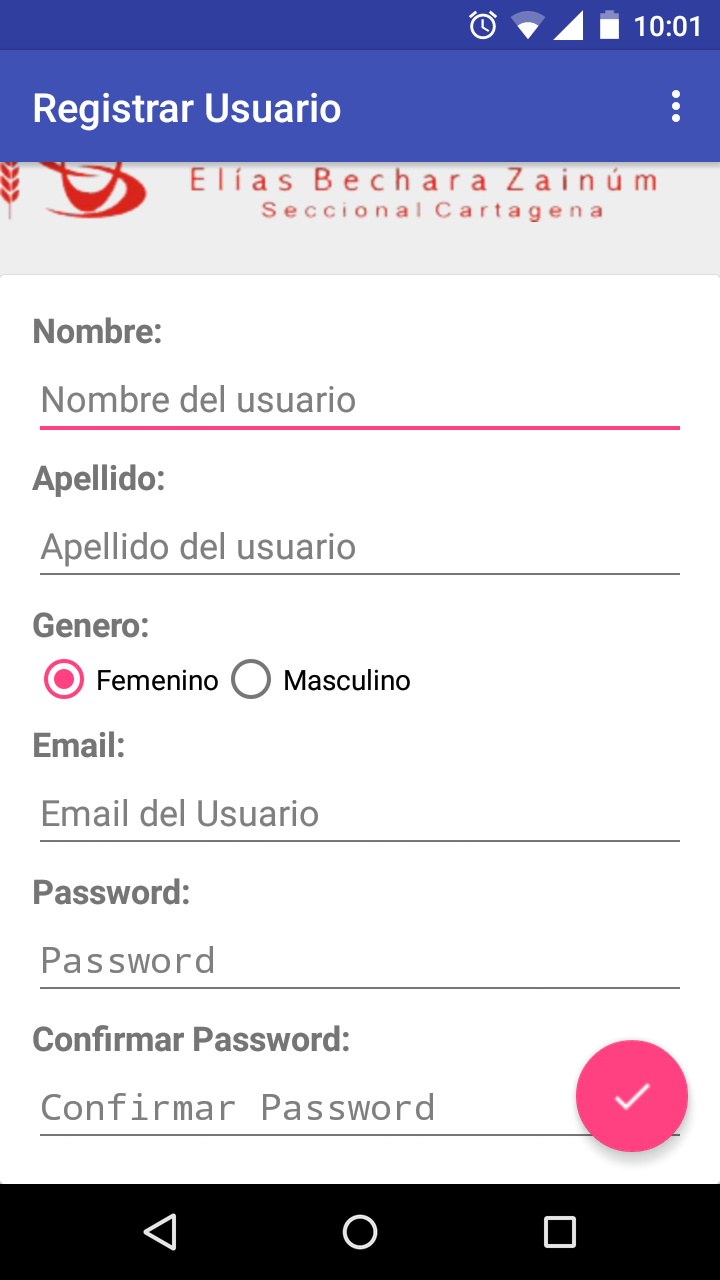 10:01
Registrar Usuario
Elías Bechara Zainúm
Seccional Cartagena
Nombre:
Nombre del usuario
Apellido:
Apellido del usuario
Genero:
Femenino Masculino
Email:
Email del Usuario
Password:
Password
Confirmar Password:
Confirmar Password